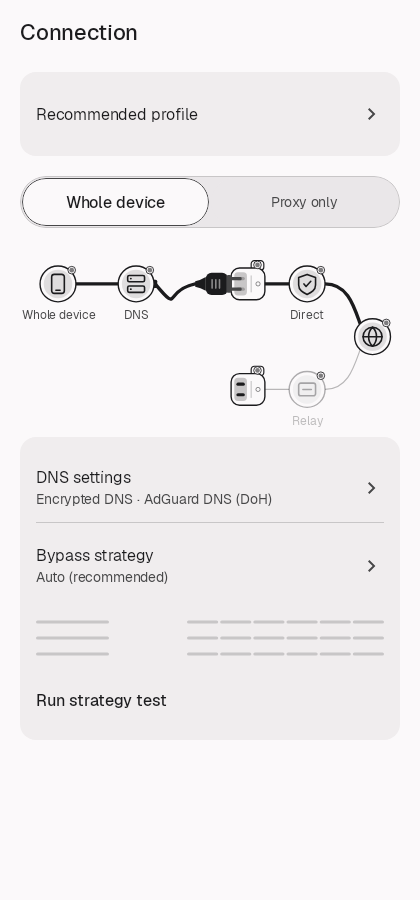 Connection
Recommended profile
Whole device
Proxy only
Whole device
DNS
Direct
Relay
DNS settings
Encrypted DNS · AdGuard DNS (DoH)
Bypass strategy
Auto (recommended)
Run strategy test